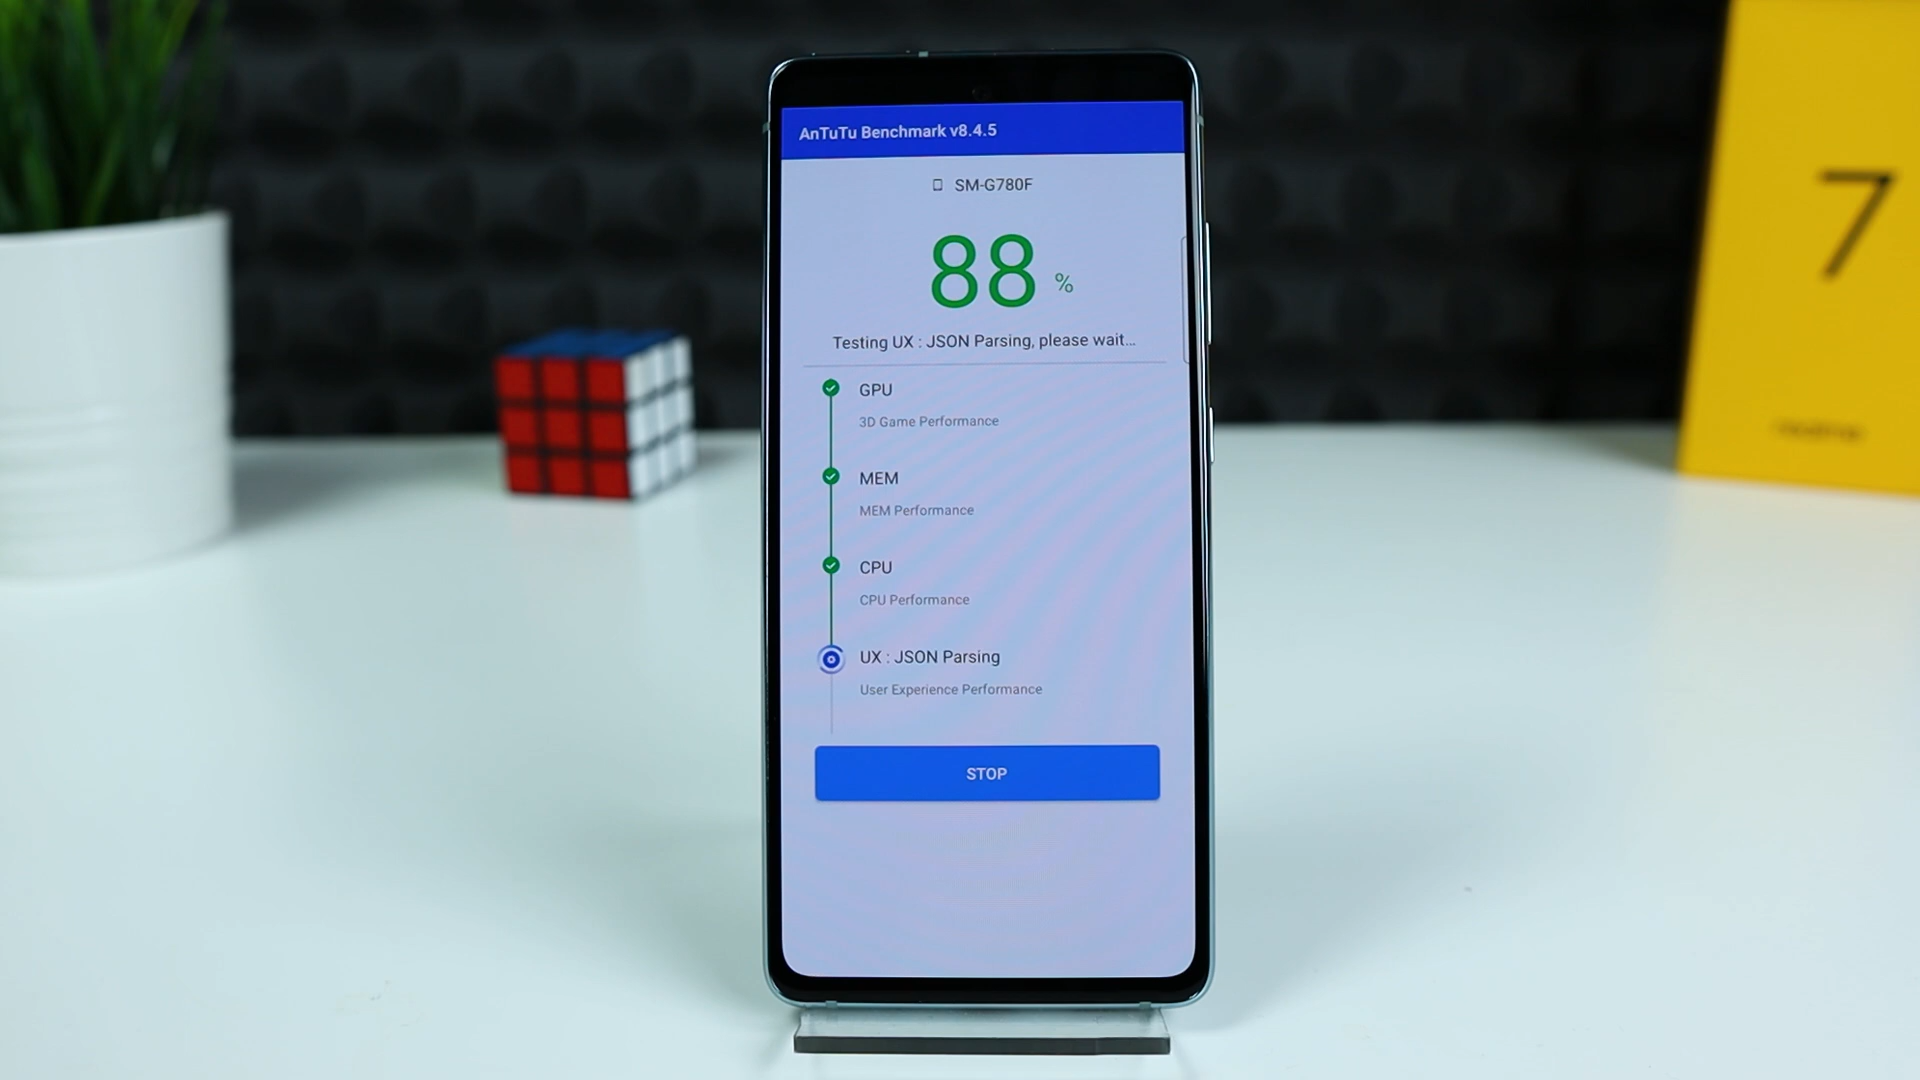 AnTuTu Benchmark v8.4.5
SM-G780F
88 %
Testing UX : JSON Parsing, please wait...
GPU
3D Game Performance
MEM
MEM Performance
CPU
CPU Performance
UX : JSON Parsing
User Experience Performance
STOP
7
realme